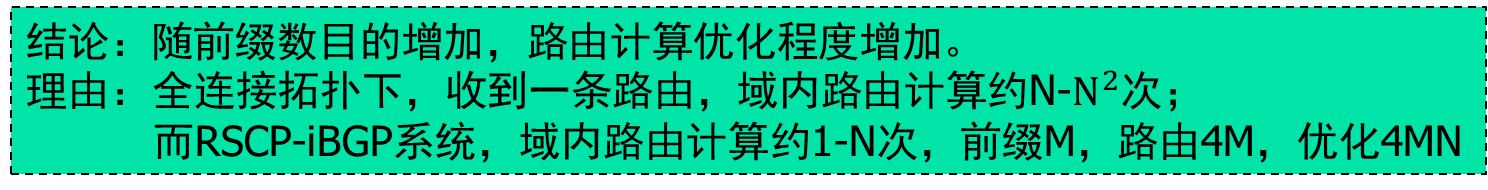 结论：随前缀数目的增加，路由计算优化程度增加。
理由：全连接拓扑下，收到一条路由，域内路由计算约N-N²次；
而RSCP-iBGP系统，域内路由计算约1-N次，前缀M，路由4M，优化4MN